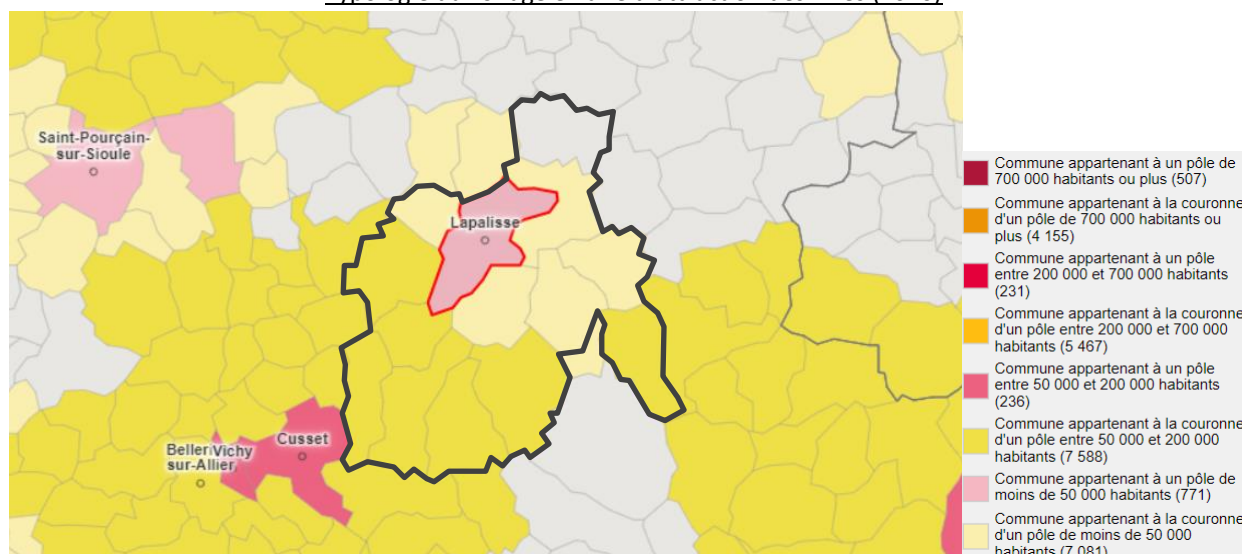 Saint-Pourçain-
sur-Sioule
Lapalisse
Cusset
Vichy
sur-Allier
Commune appartenant à un pôle de
700 000 habitants ou plus (507)
Commune appartenant à la couronne
d'un pôle de 700 000 habitants ou
plus (4 155)
Commune appartenant à un pôle
entre 200 000 et 700 000 habitants
(231)
Commune appartenant à la couronne
d'un pôle entre 200 000 et 700 000
habitants (5 467)
Commune appartenant à un pôle
entre 50 000 et 200 000 habitants
(236)
Commune appartenant à la couronne
d'un pôle entre 50 000 et 200 000
habitants (7 588)
Commune appartenant à un pôle de
moins de 50 000 habitants (771)
Commune appartenant à la couronne
d'un pôle de moins de 50 000
habitants (7 081)